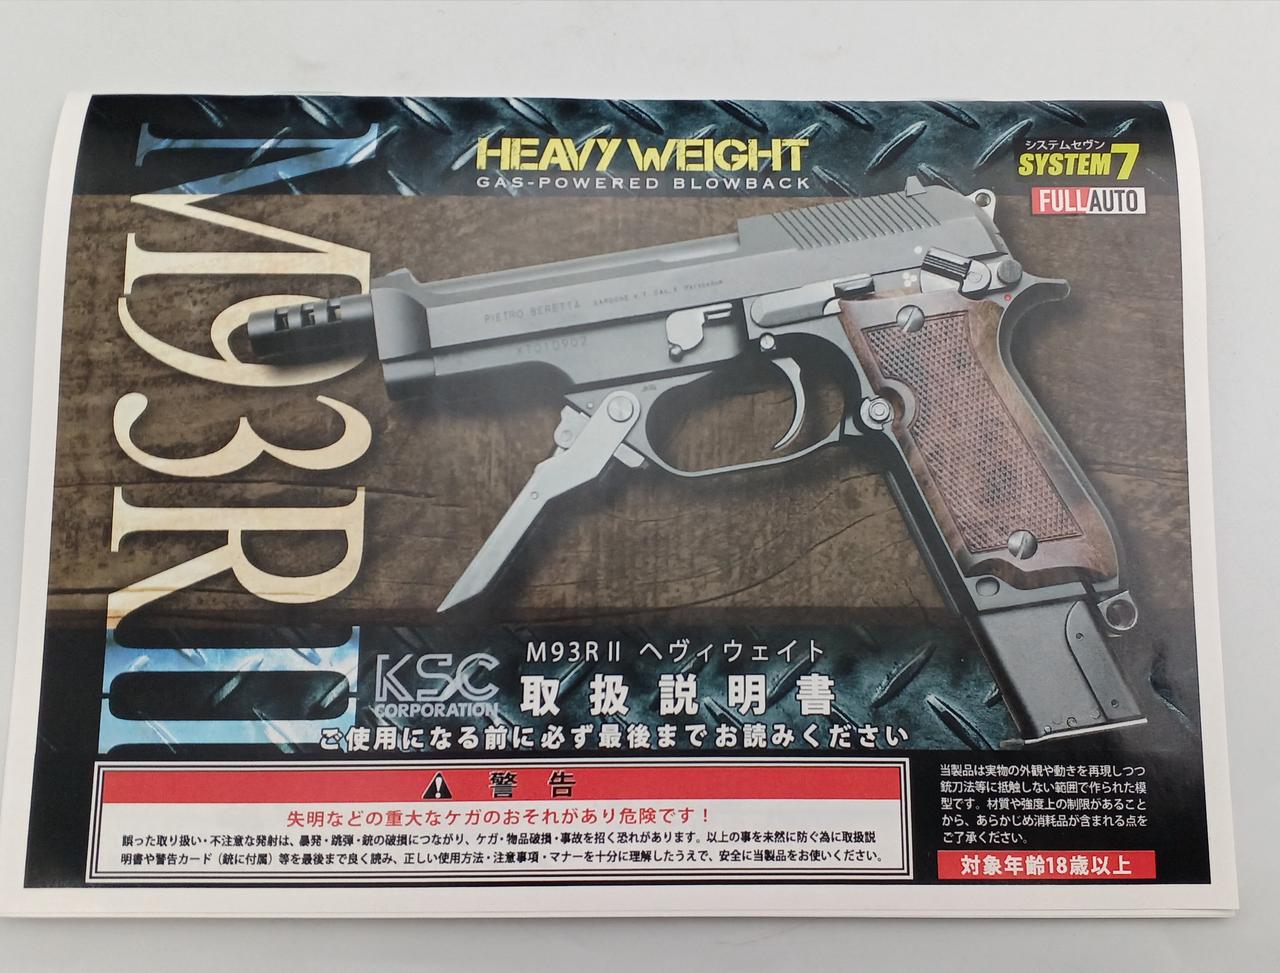 HEAVY WEIGHT
GAS-POWERED BLOWBACK
システムセヴン
SYSTEM 7
FULL AUTO
M93RII
PIETRO BERETTA
XT010902
KSC
CORPORATION
M93R II ヘヴィウェイト
取扱説明書
ご使用になる前に必ず最後までお読みください
警告
失明などの重大なケガのおそれがあり危険です！
誤った取り扱い・不注意な発射は、暴発・跳弾・銃の破損につながり、ケガ・物品破損・事故を招く恐れがあります。以上の事を未然に防ぐ為に取扱説
明書や警告カード（銃に付属）等を最後まで良く読み、正しい使用方法・注意事項・マナーを十分に理解したうえで、安全に当製品をお使いください。
当製品は実物の外観や動きを再現しつつ
銃刀法等に抵触しない範囲で作られた模
型です。材質や強度上の制限があること
から、あらかじめ消耗品が含まれる点を
ご了承ください。
対象年齢18歳以上